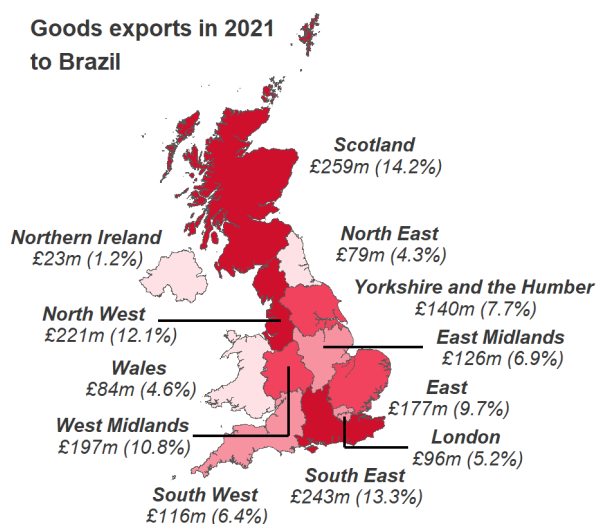 Goods exports in 2021
to Brazil
Scotland
£259m (14.2%)
Northern Ireland
£23m (1.2%)
North East
£79m (4.3%)
Yorkshire and the Humber
£140m (7.7%)
North West
£221m (12.1%)
East Midlands
£126m (6.9%)
Wales
£84m (4.6%)
East
£177m (9.7%)
West Midlands
£197m (10.8%)
London
£96m (5.2%)
South East
£243m (13.3%)
South West
£116m (6.4%)